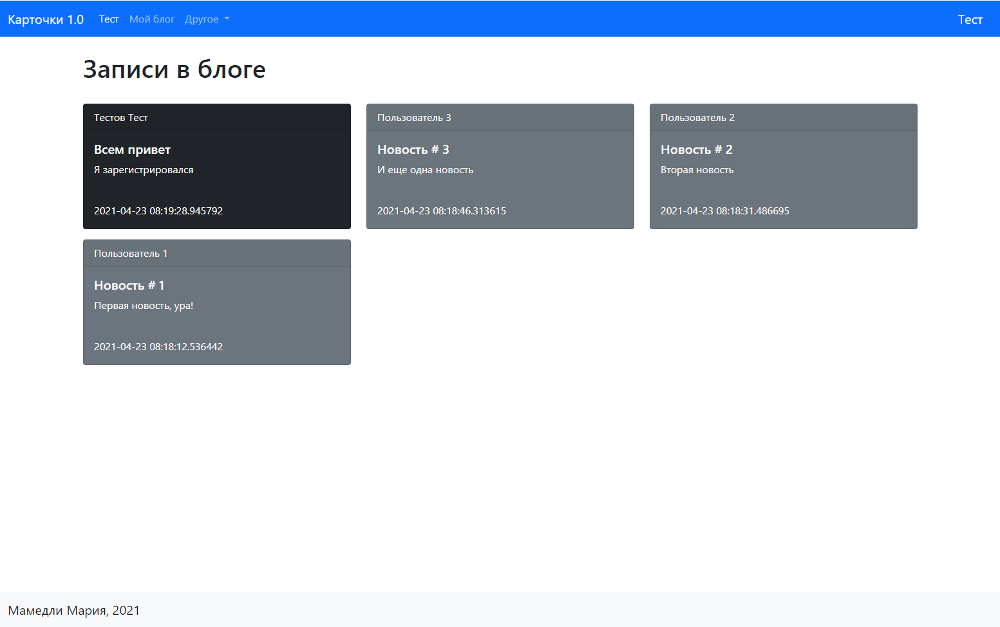 Карточки 1.0 Тест Мой блог Другое Тест
Записи в блоге
Тестов Тест
Всем привет
Я зарегистрировался
2021-04-23 08:19:28.945792
Пользователь 3
Новость # 3
И еще одна новость
2021-04-23 08:18:46.313615
Пользователь 2
Новость # 2
Вторая новость
2021-04-23 08:18:31.486695
Пользователь 1
Новость # 1
Первая новость, ура!
2021-04-23 08:18:12.536442
Мамедли Мария, 2021